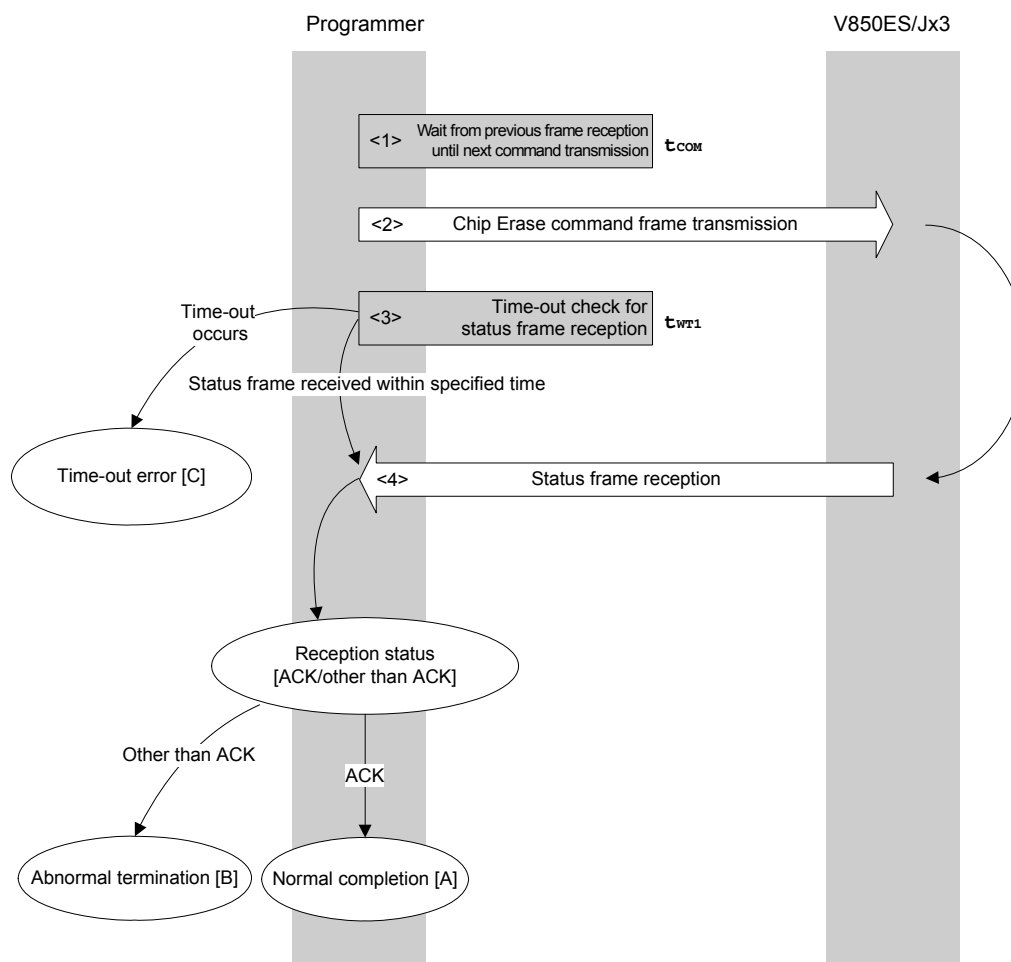 Programmer
V850ES/Jx3
<1> Wait from previous frame reception
until next command transmission
tCOM
<2> Chip Erase command frame transmission
Time-out
occurs
<3> Time-out check for
status frame reception
tWT1
Status frame received within specified time
Time-out error [C]
<4> Status frame reception
Reception status
[ACK/other than ACK]
Other than ACK
ACK
Abnormal termination [B]
Normal completion [A]